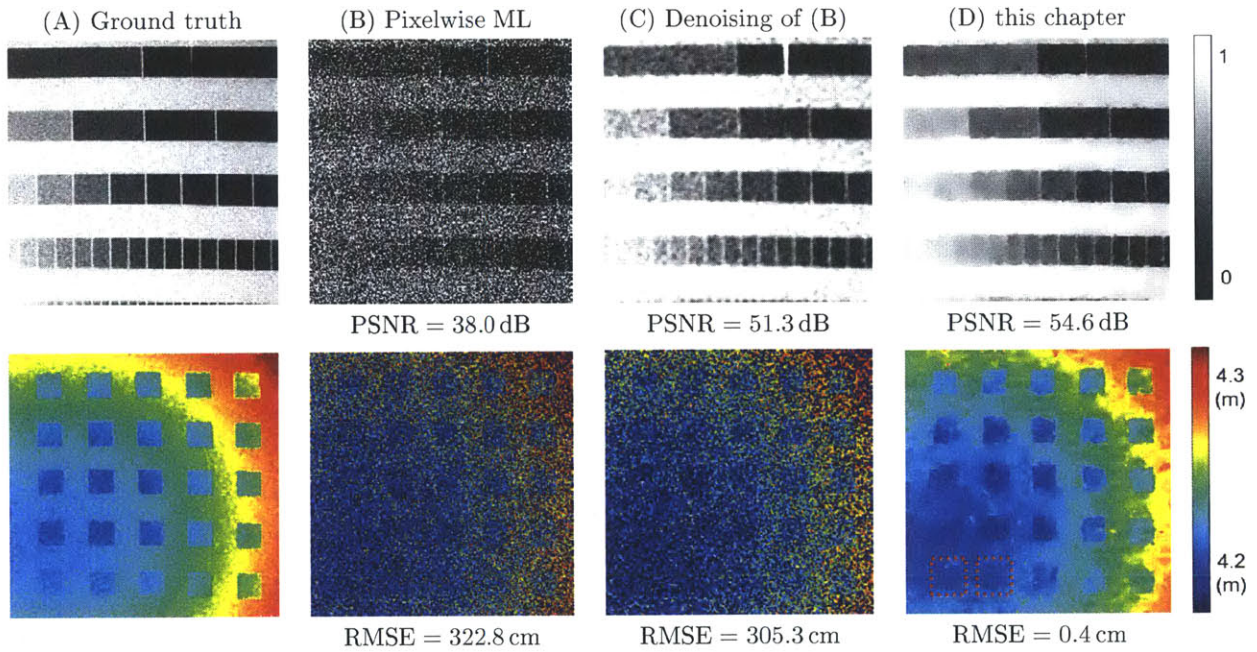 (A) Ground truth
(B) Pixelwise ML
(C) Denoising of (B)
(D) this chapter
1
0
PSNR = 38.0 dB
PSNR = 51.3 dB
PSNR = 54.6 dB
4.3
(m)
4.2
(m)
RMSE = 322.8 cm
RMSE = 305.3 cm
RMSE = 0.4 cm